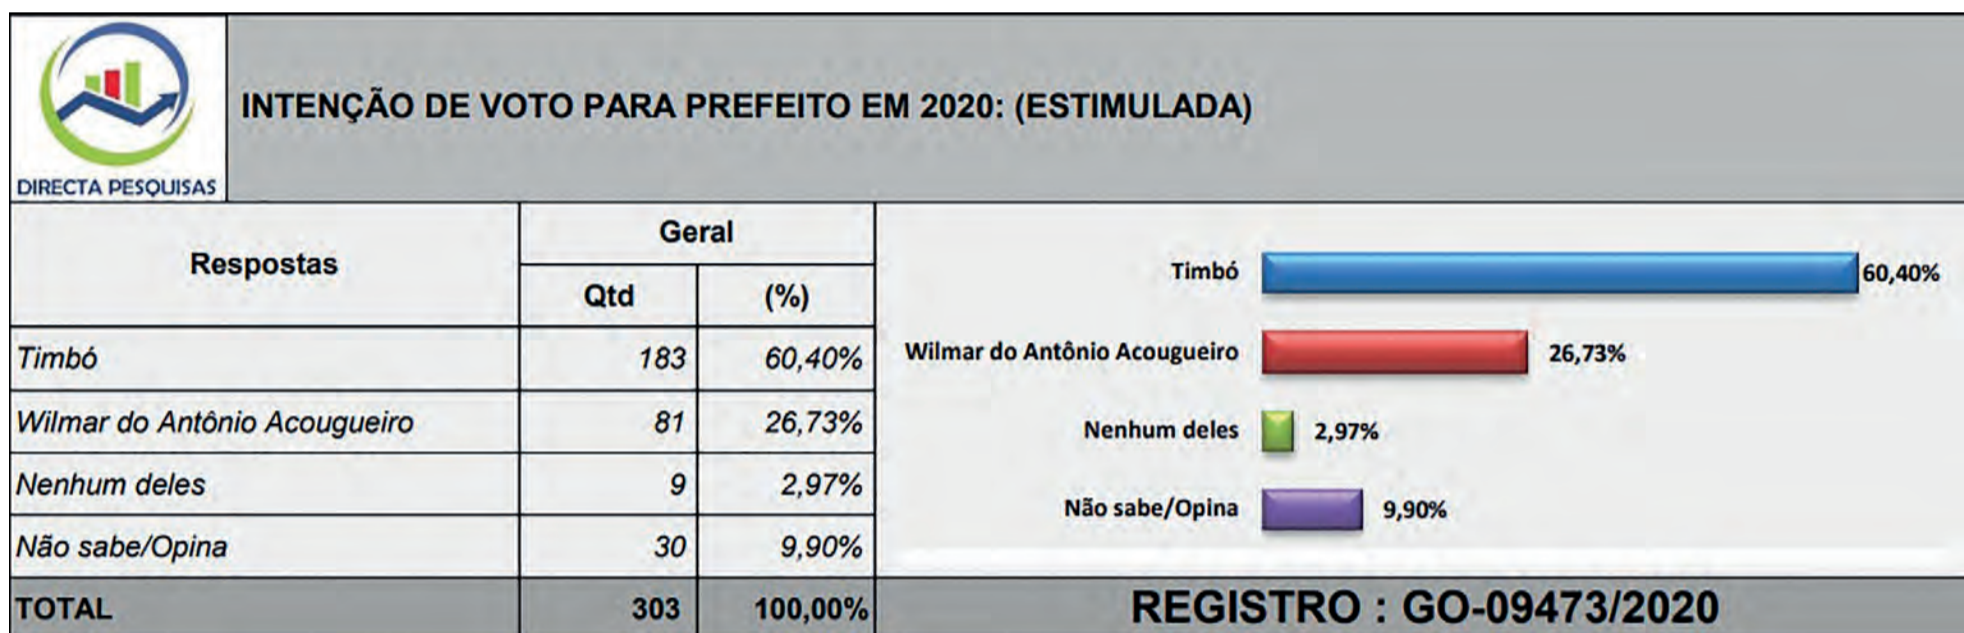 DIRECTA PESQUISAS
INTENÇÃO DE VOTO PARA PREFEITO EM 2020: (ESTIMULADA)
Respostas
Geral
Qtd
(%)
Timbó 183 60,40%
Wilmar do Antônio Acougueiro 81 26,73%
Nenhum deles 9 2,97%
Não sabe/Opina 30 9,90%
TOTAL 303 100,00%
Timbó 60,40%
Wilmar do Antônio Acougueiro 26,73%
Nenhum deles 2,97%
Não sabe/Opina 9,90%
REGISTRO : GO-09473/2020